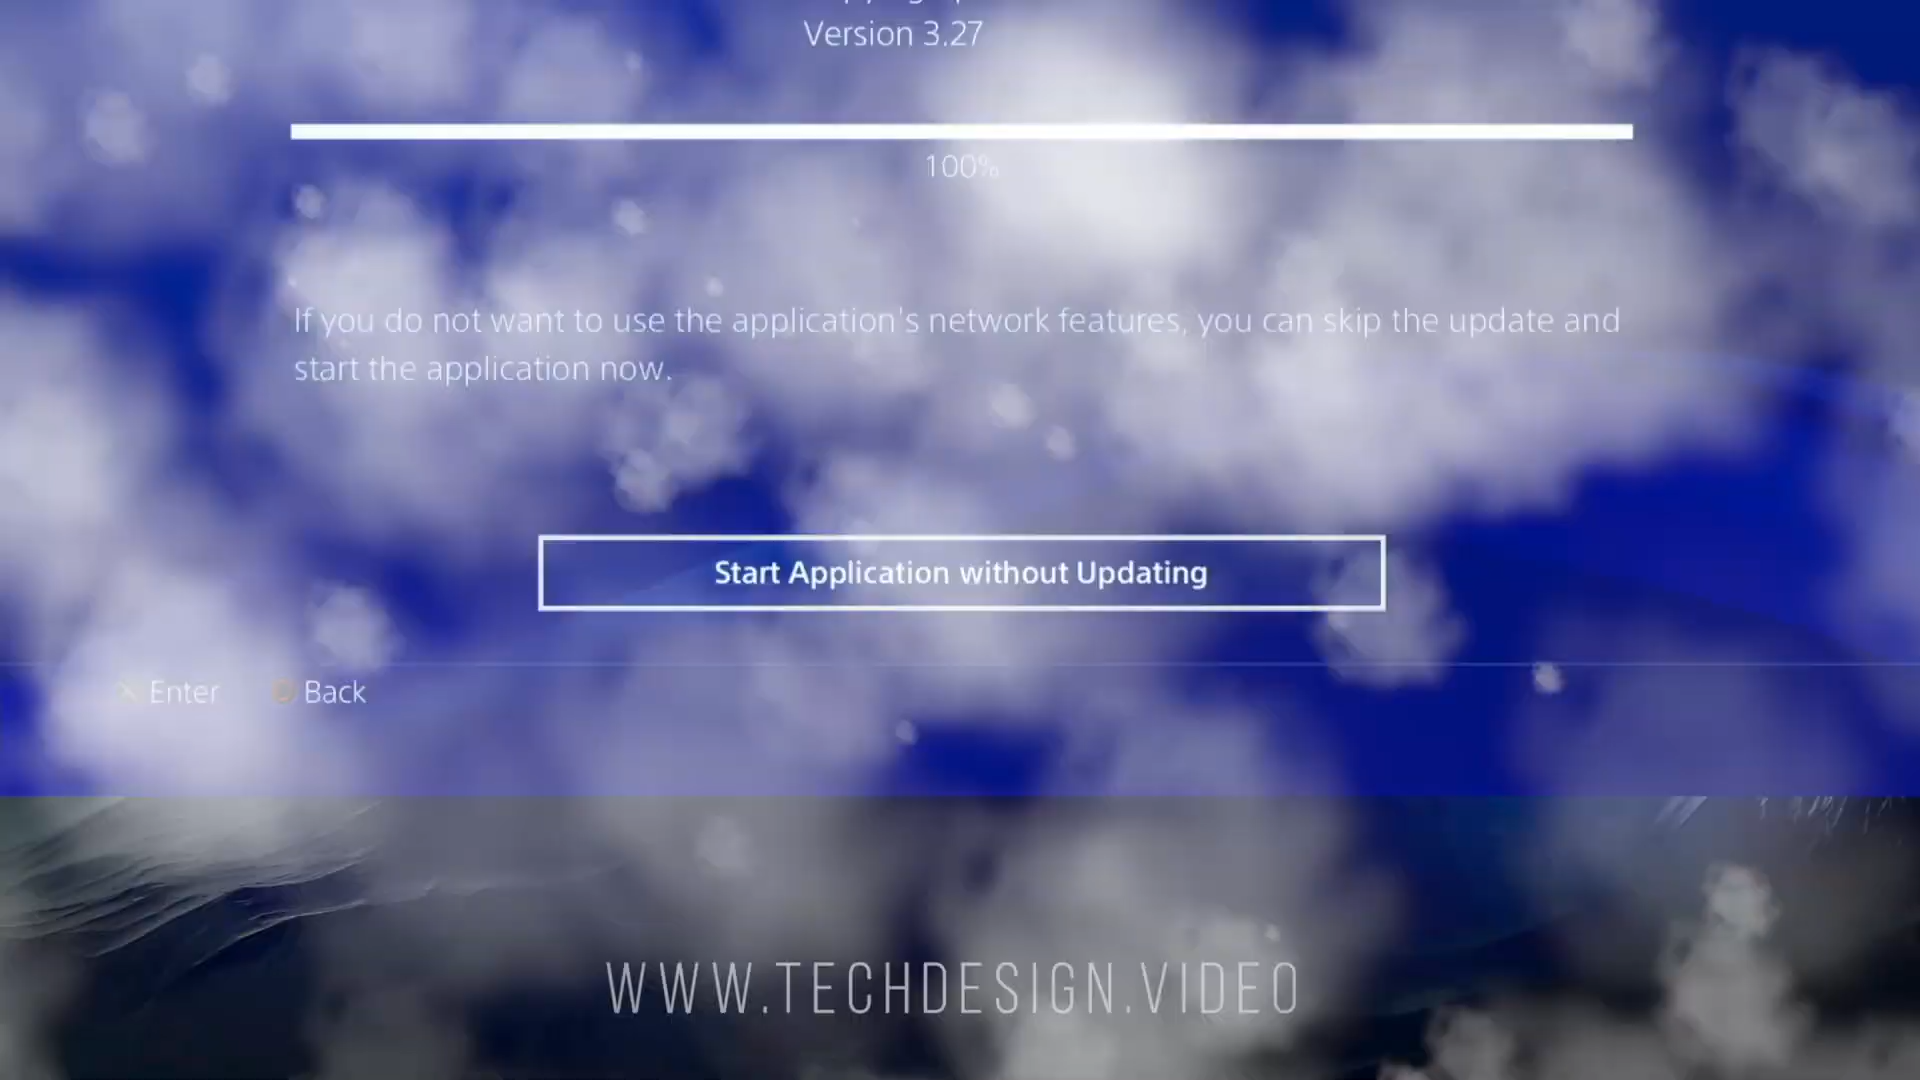 Version 3.27
100%
If you do not want to use the application's network features, you can skip the update and
start the application now.
Start Application without Updating
Enter Back
WWW.TECHDESIGN.VIDEO